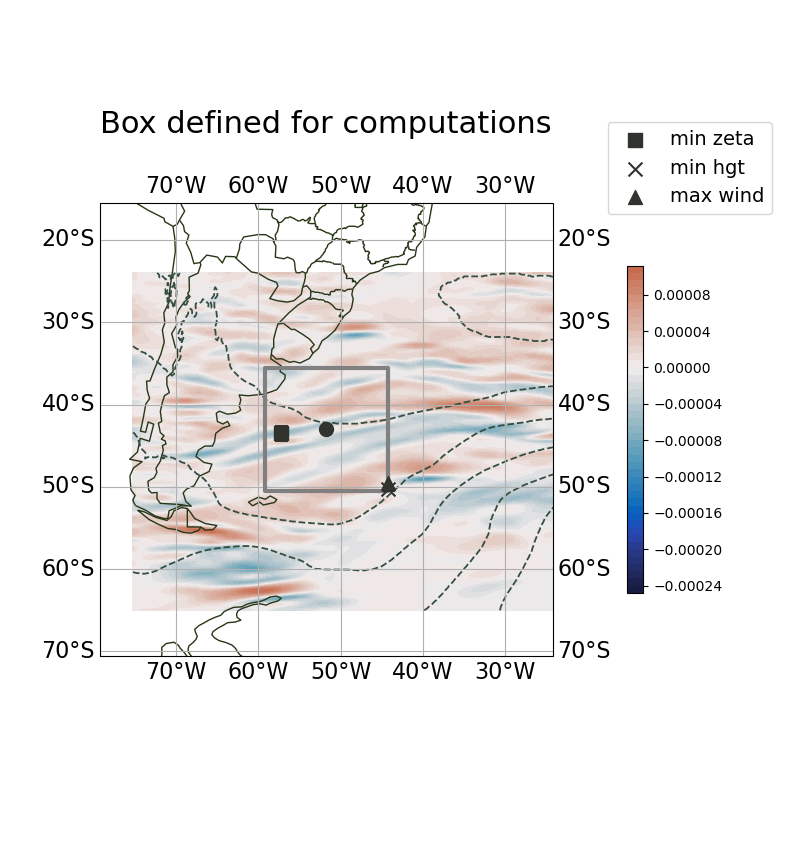 Box defined for computations
min zeta
min hgt
max wind
70°W 60°W 50°W 40°W 30°W
20°S 20°S
30°S 30°S
40°S 40°S
50°S 50°S
60°S 60°S
70°S 70°S
70°W 60°W 50°W 40°W 30°W
0.00008
0.00004
0.00000
−0.00004
−0.00008
−0.00012
−0.00016
−0.00020
−0.00024